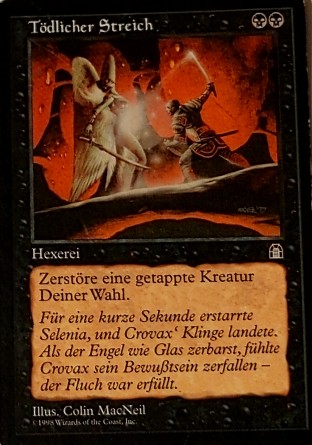 Tödlicher Streich
Hexerei
Zerstöre eine getappte Kreatur
Deiner Wahl.
Für eine kurze Sekunde erstarrte
Selenia, und Crovax‘ Klinge landete.
Als der Engel wie Glas zerbarst, fühlte
Crovax sein Bewußtsein zerfallen –
der Fluch war erfüllt.
Illus. Colin MacNeil
©1998 Wizards of the Coast, Inc.